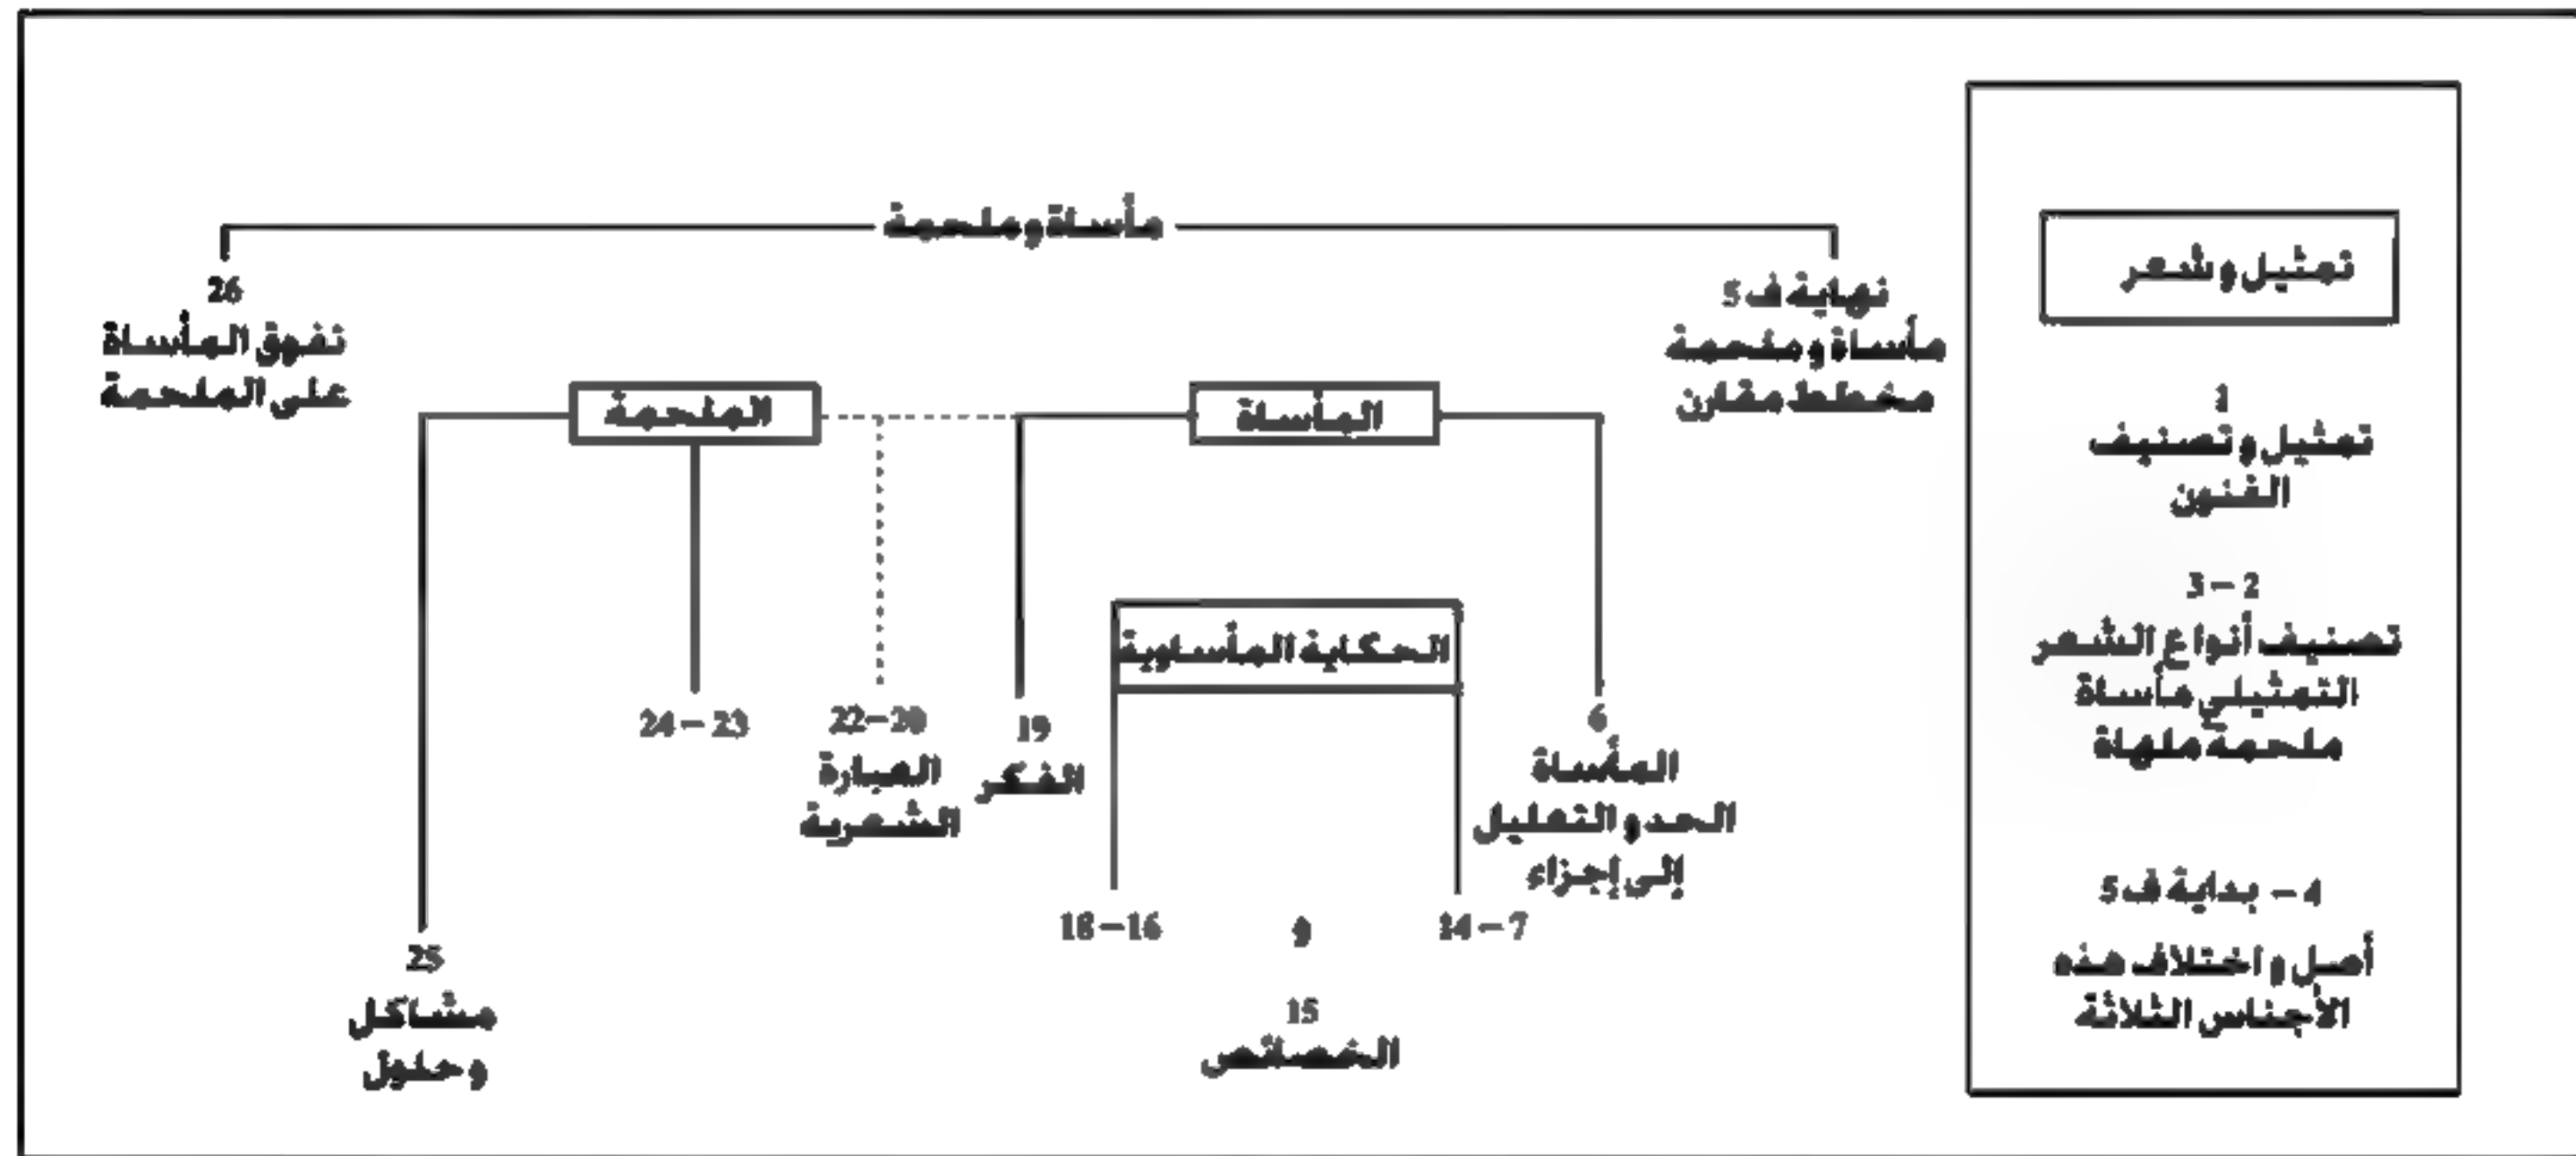 تمثيل وشعر
1
تمثيل وتصنيف
الفنون
2 – 3
تصنيف أنواع الشعر
التمثيلي مأساة
ملحمة ملهاة
4 – بداية ف 5
أصل واختلاف هذه
الأجناس الثلاثة
مأساة وملحمة
نهاية ف 5
مأساة وملحمة
مخطط مقارن
26
تفوق المأساة
على الملحمة
المأساة
الملحمة
الحكاية المأساوية
6
المأساة
الحد والتعليل
إلى إجزاء
7 – 14
9
16 – 18
15
الخصائص
19
الفكر
20 – 22
العبارة
الشعرية
23 – 24
25
مشاكل
وحلول